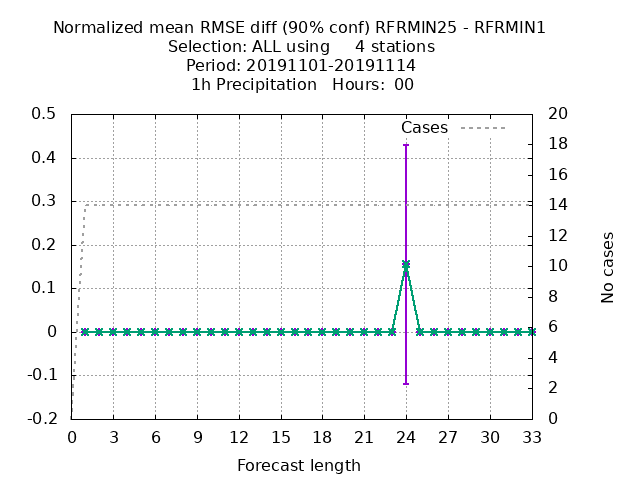 Normalized mean RMSE diff (90% conf) RFRMIN25 - RFRMIN1
Selection: ALL using     4 stations
Period: 20191101-20191114
1h Precipitation   Hours:  00
Cases
0.5
0.4
0.3
0.2
0.1
0
-0.1
-0.2
20
18
16
14
12
10
8
6
4
2
0
No cases
0 3 6 9 12 15 18 21 24 27 30 33
Forecast length